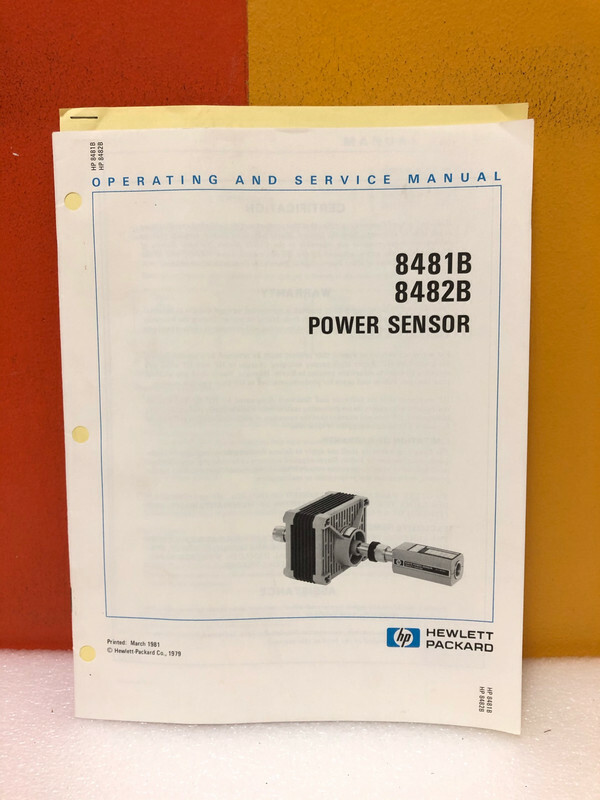 HP 8481B
HP 8482B
OPERATING AND SERVICE MANUAL
8481B
8482B
POWER SENSOR
Printed: March 1981
© Hewlett Packard Co., 1979
hp HEWLETT
PACKARD
HP 8481B
HP 8482B